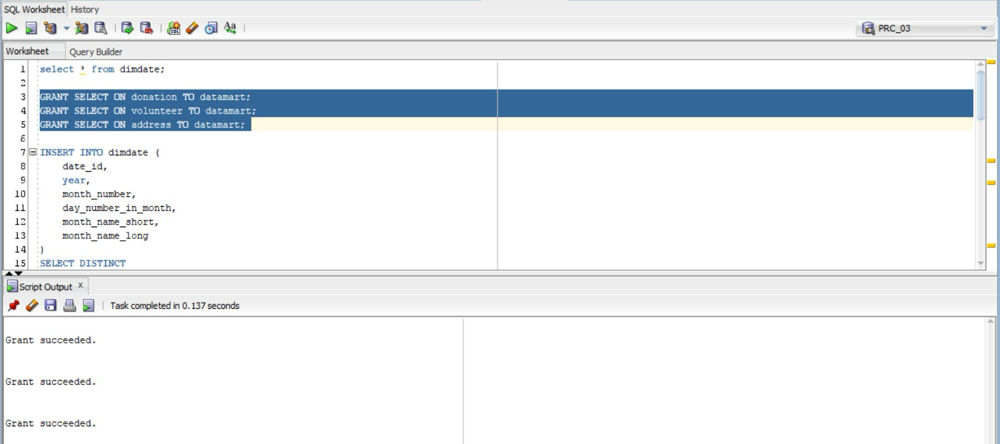 SQL Worksheet History
PRC_03
Worksheet Query Builder
1 select * from dimdate;
2
3 GRANT SELECT ON donation TO datamart;
4 GRANT SELECT ON volunteer TO datamart;
5 GRANT SELECT ON address TO datamart;
6
7 INSERT INTO dimdate (
8 date_id,
9 year,
10 month_number,
11 day_number_in_month,
12 month_name_short,
13 month_name_long
14 )
15 SELECT DISTINCT
Script Output x
Task completed in 0.137 seconds
Grant succeeded.
Grant succeeded.
Grant succeeded.